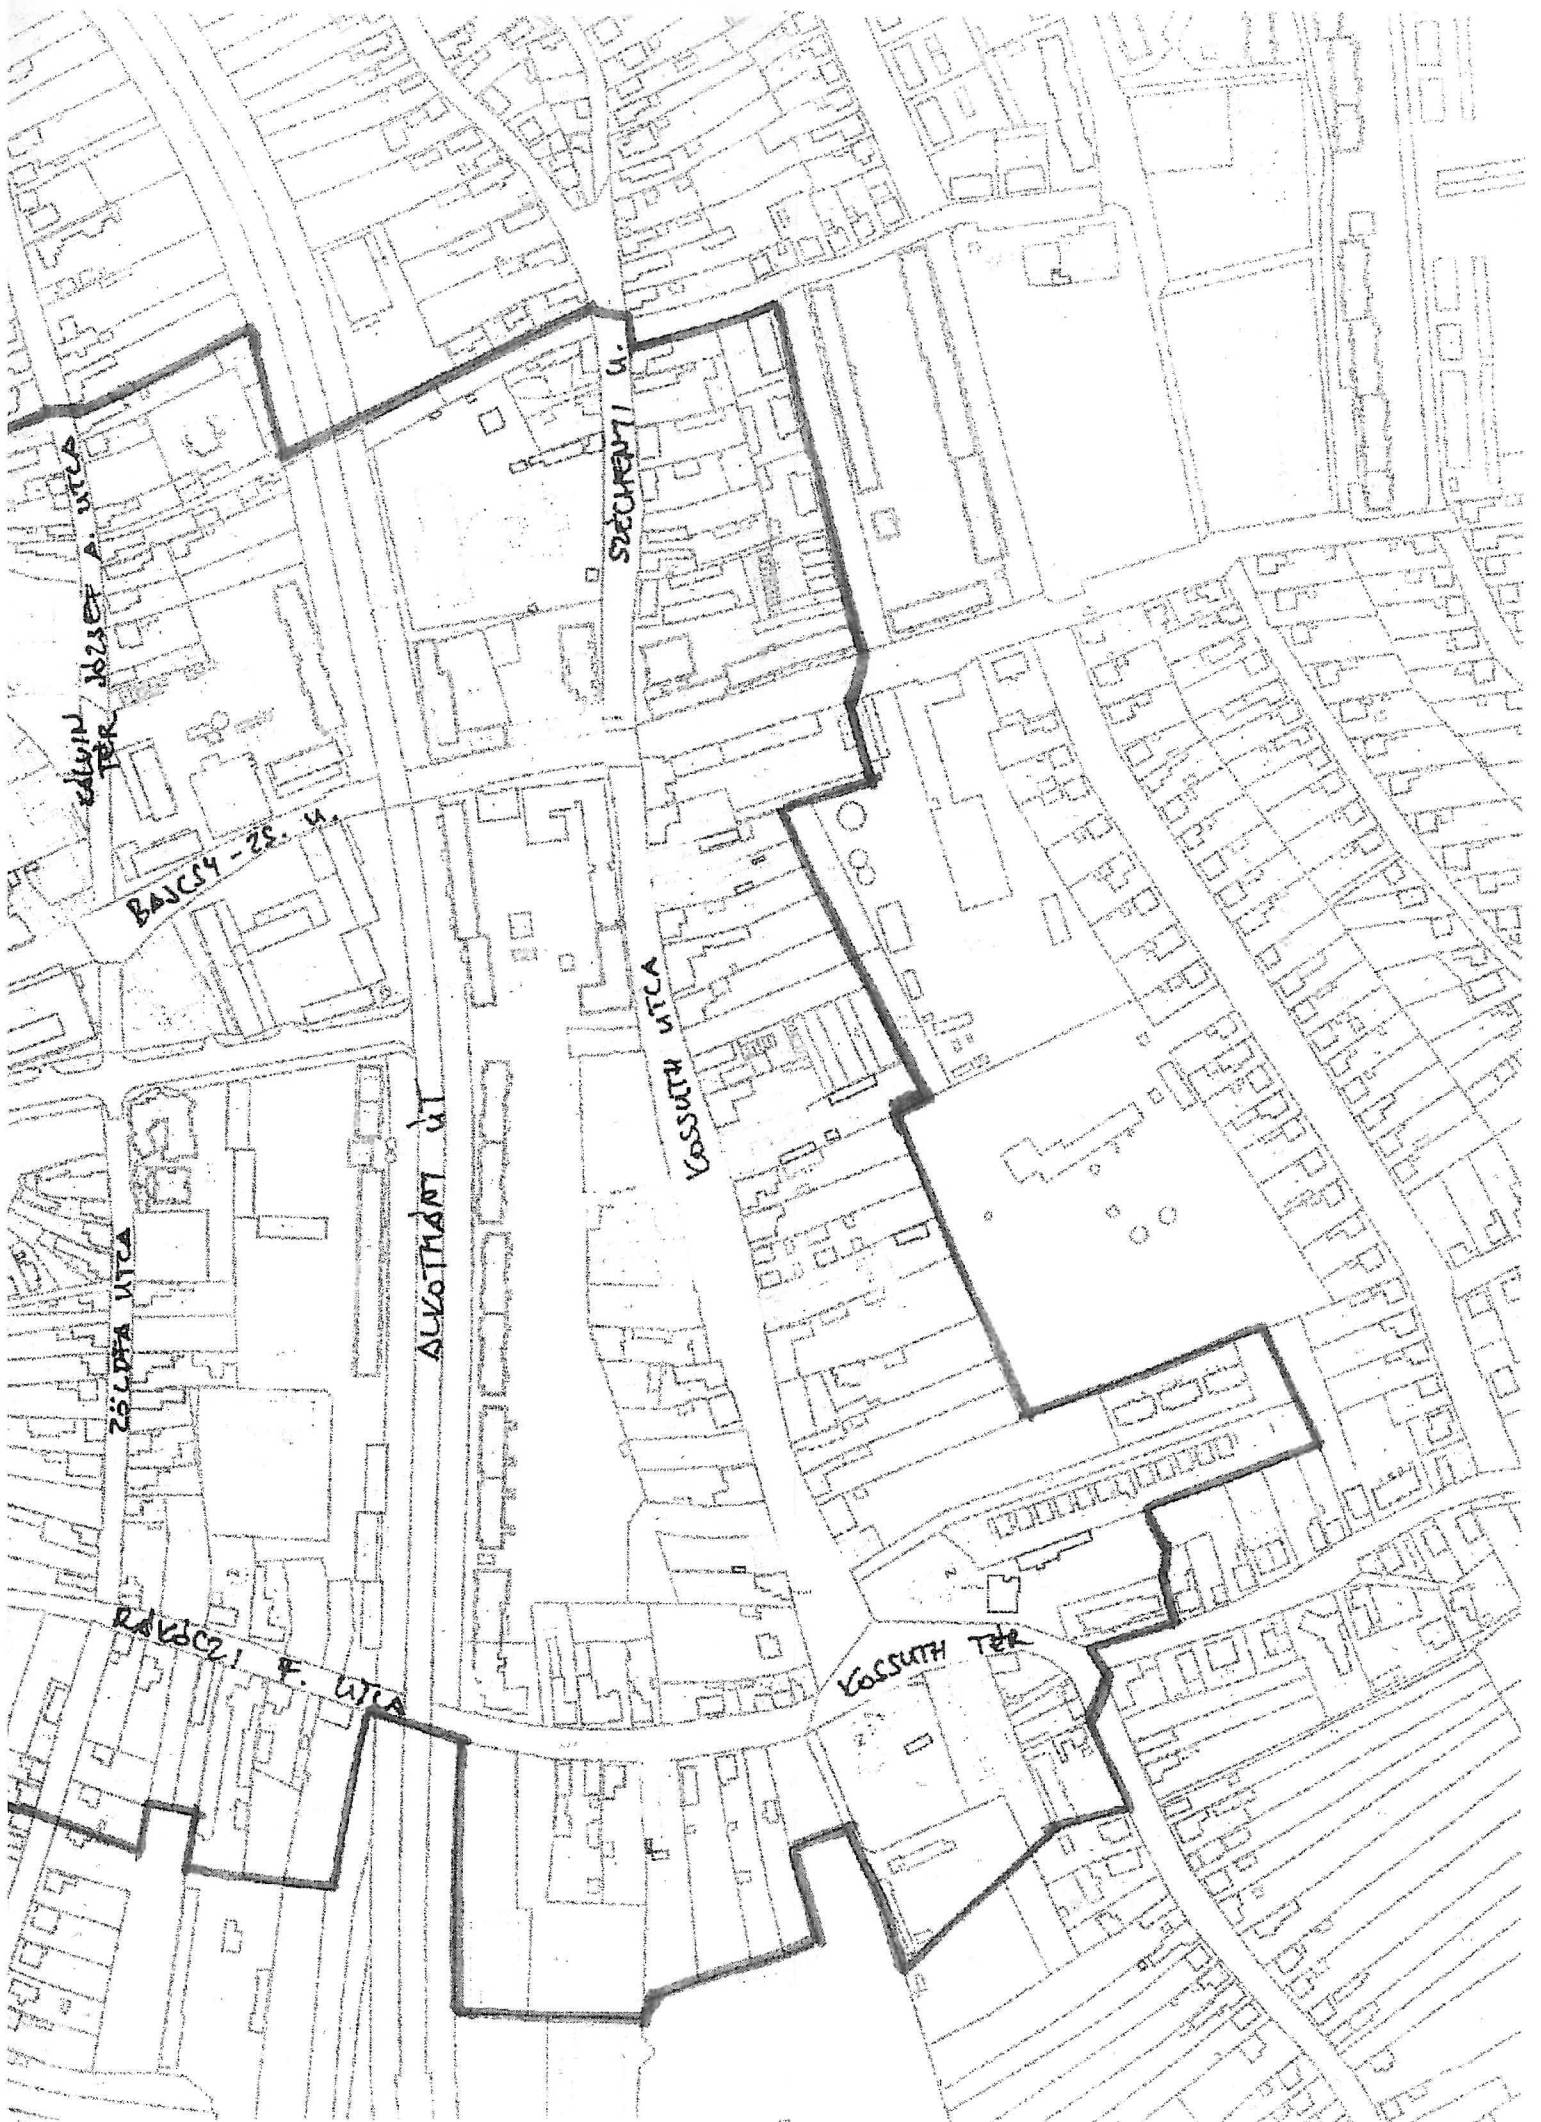 SZÉCHENYI U.
JÓZSEF A. UTCA
KÁLVIN
TÉR
BAJCSY-ZS. U.
KOSSUTH UTCA
ALKOTMÁNY ÚT
ZÖLDFA UTCA
RÁKÓCZI F. UTCA
KOSSUTH TÉR